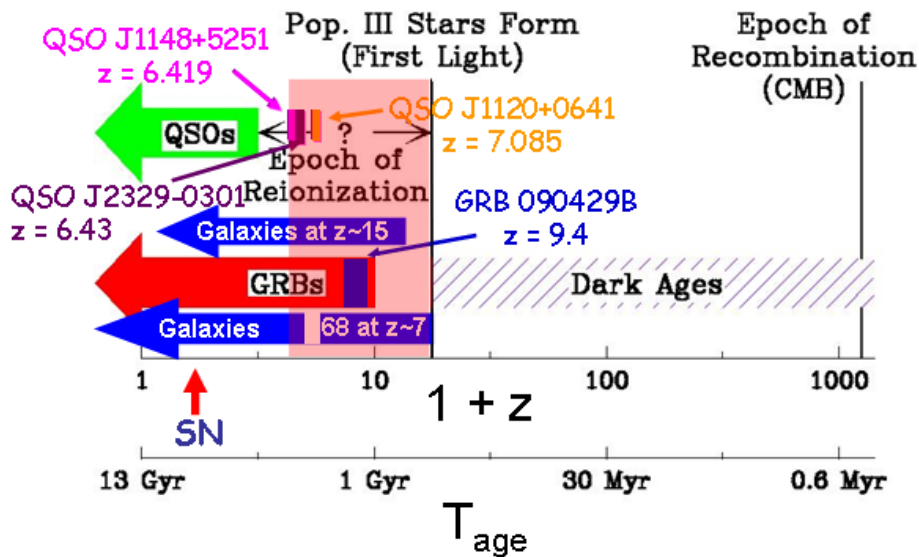 QSO J1148+5251
z = 6.419
Pop. III Stars Form
(First Light)
Epoch of
Recombination
(CMB)
QSOs
?
QSO J1120+0641
z = 7.085
Epoch of
Reionization
QSO J2329-0301
z = 6.43
GRB 090429B
z = 9.4
Galaxies at z~15
GRBs
Dark Ages
Galaxies
68 at z~7
1 10 100 1000
1 + z
SN
13 Gyr 1 Gyr 30 Myr 0.6 Myr
Tage